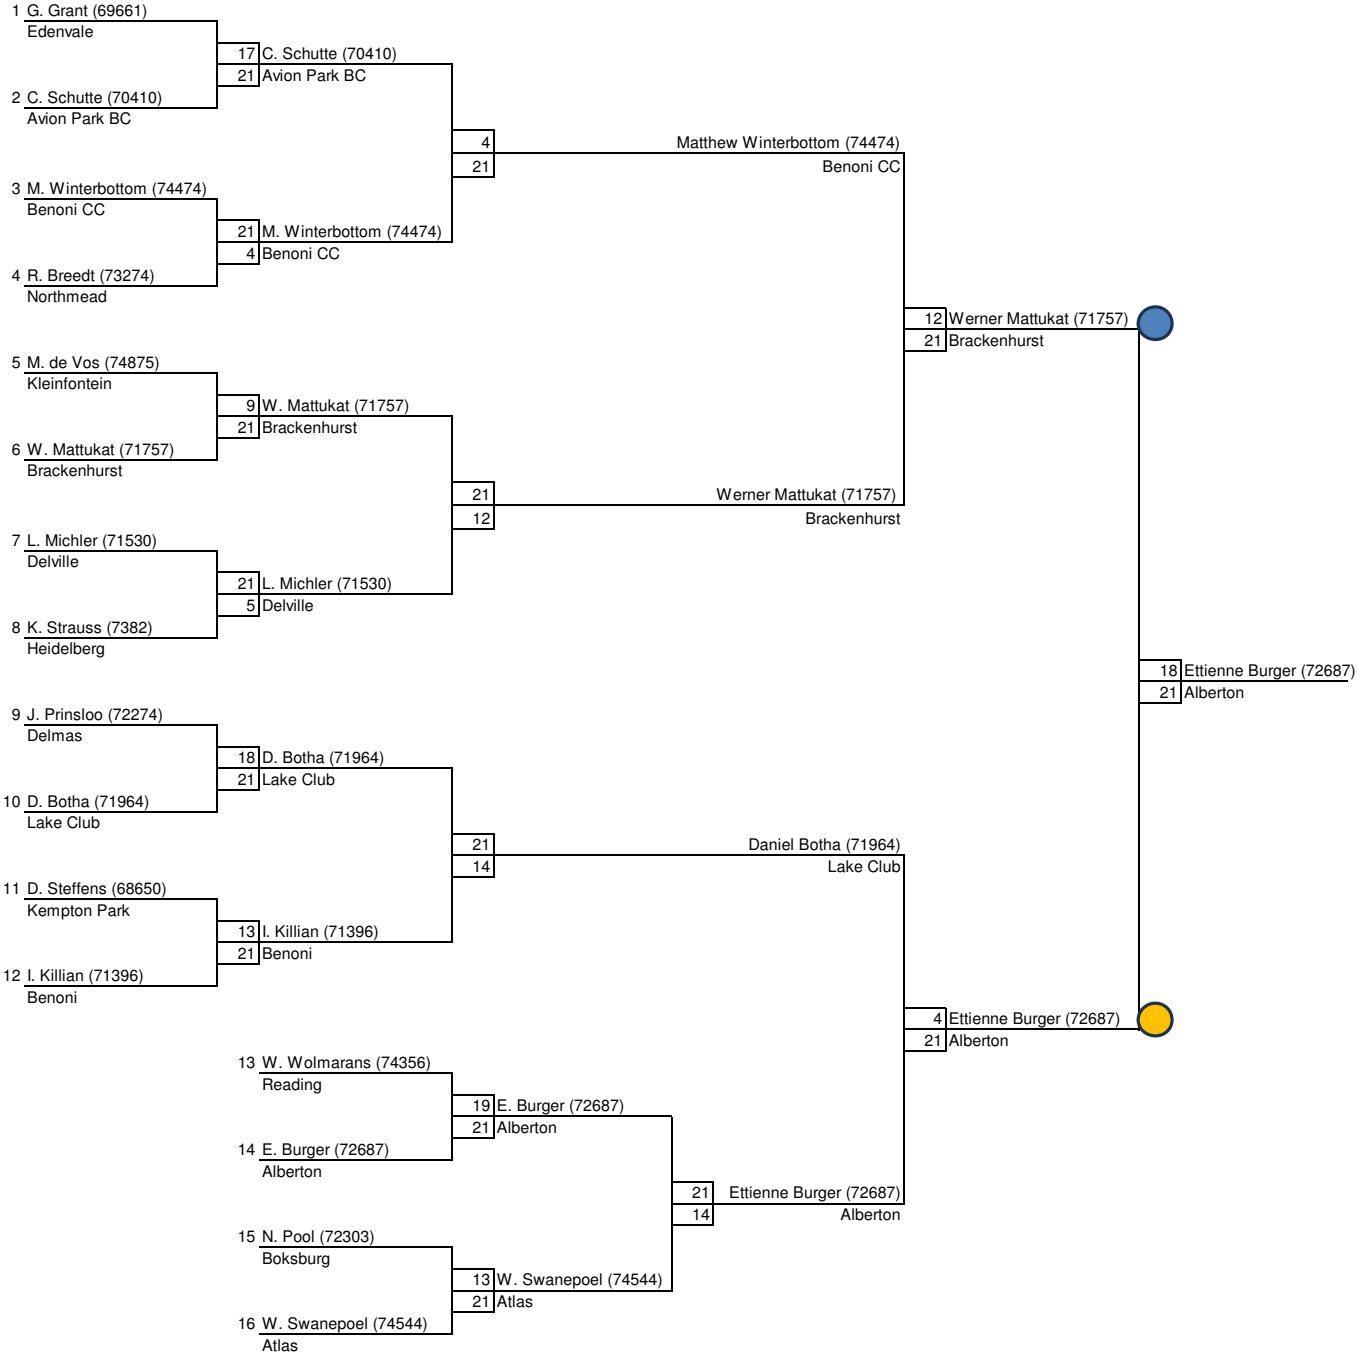 1 G. Grant (69661)
Edenvale
17 C. Schutte (70410)
21 Avion Park BC
2 C. Schutte (70410)
Avion Park BC
4 Matthew Winterbottom (74474)
21 Benoni CC
3 M. Winterbottom (74474)
Benoni CC
21 M. Winterbottom (74474)
4 Benoni CC
4 R. Breedt (73274)
Northmead
12 Werner Mattukat (71757)
21 Brackenhurst
5 M. de Vos (74875)
Kleinfontein
9 W. Mattukat (71757)
21 Brackenhurst
6 W. Mattukat (71757)
Brackenhurst
21 Werner Mattukat (71757)
12 Brackenhurst
7 L. Michler (71530)
Delville
21 L. Michler (71530)
5 Delville
8 K. Strauss (7382)
Heidelberg
18 Ettienne Burger (72687)
21 Alberton
9 J. Prinsloo (72274)
Delmas
18 D. Botha (71964)
21 Lake Club
10 D. Botha (71964)
Lake Club
21 Daniel Botha (71964)
14 Lake Club
11 D. Steffens (68650)
Kempton Park
13 I. Killian (71396)
21 Benoni
12 I. Killian (71396)
Benoni
4 Ettienne Burger (72687)
21 Alberton
13 W. Wolmarans (74356)
Reading
19 E. Burger (72687)
21 Alberton
14 E. Burger (72687)
Alberton
21 Ettienne Burger (72687)
14 Alberton
15 N. Pool (72303)
Boksburg
13 W. Swanepoel (74544)
21 Atlas
16 W. Swanepoel (74544)
Atlas